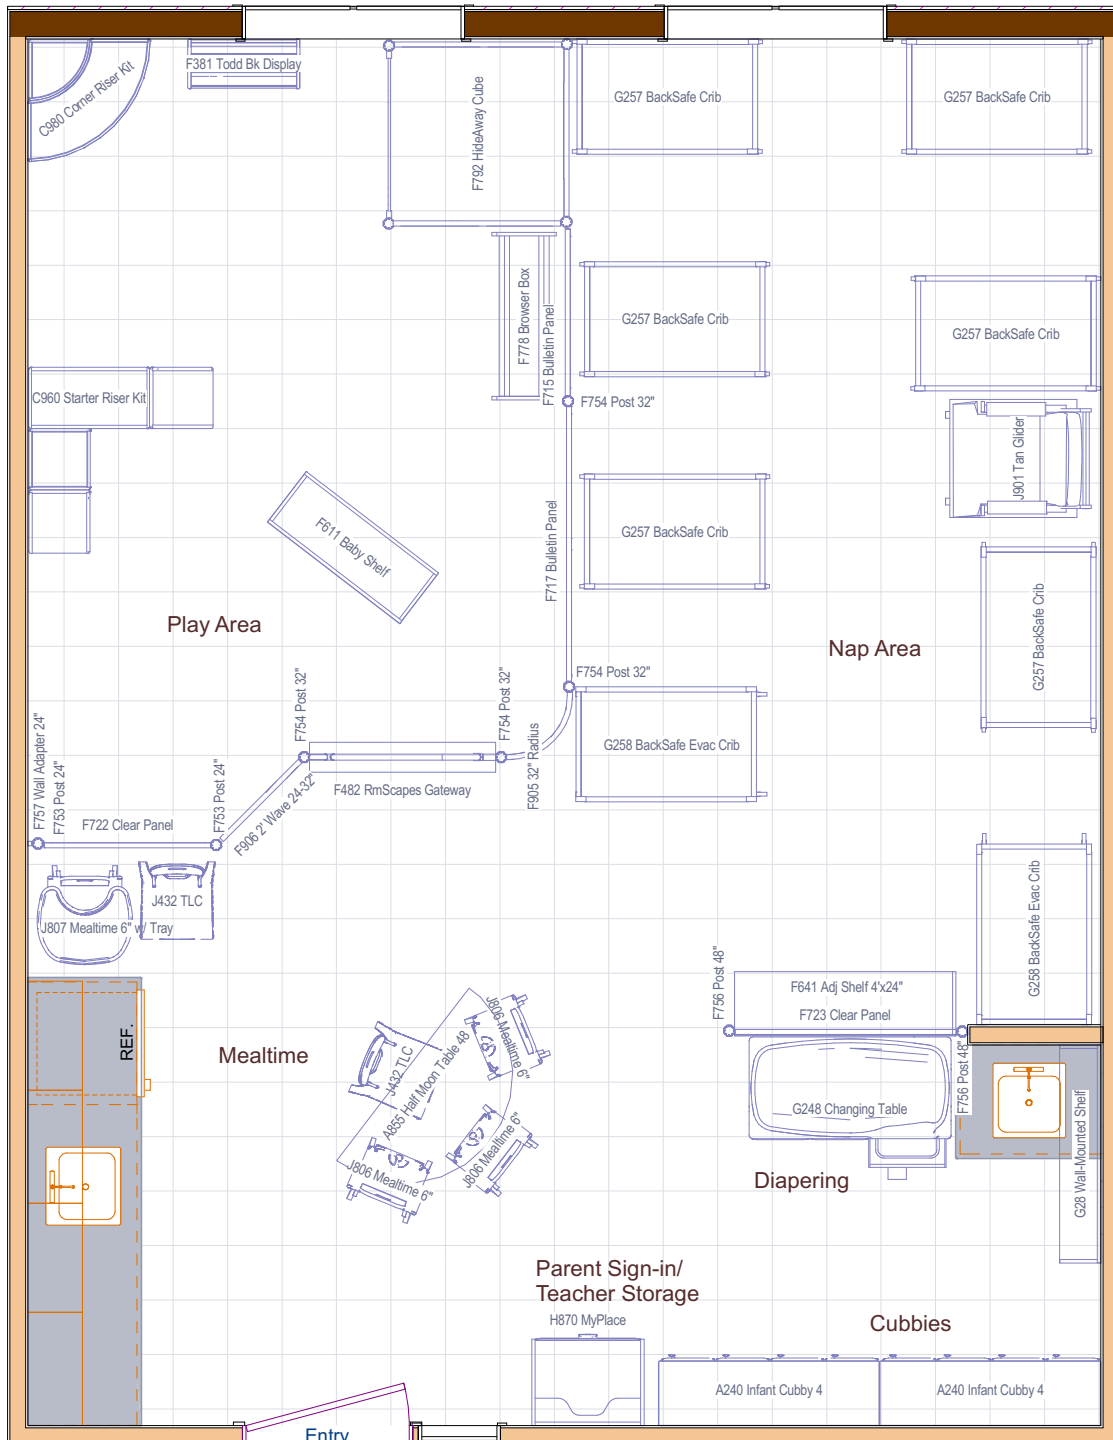 F381 Todd Bk Display
C980 Corner Riser Kit
F792 HideAway Cube
G257 BackSafe Crib
G257 BackSafe Crib
F778 Browser Box
F715 Bulletin Panel
G257 BackSafe Crib
G257 BackSafe Crib
C960 Starter Riser Kit
F754 Post 32"
J901 Tan Glider
F611 Baby Shelf
F717 Bulletin Panel
G257 BackSafe Crib
G257 BackSafe Crib
Play Area
Nap Area
F754 Post 32"
F754 Post 32"
F754 Post 32"
G258 BackSafe Evac Crib
F757 Wall Adapter 24"
F753 Post 24"
F722 Clear Panel
F753 Post 24"
F906 2' Wave 24-32"
F482 RmScapes Gateway
F905 32" Radius
J432 TLC
J807 Mealtime 6" w/ Tray
G258 BackSafe Evac Crib
F756 Post 48"
F641 Adj Shelf 4'x24"
F723 Clear Panel
F756 Post 48"
REF.
Mealtime
J432 TLC
A855 Half Moon Table 48
J806 Mealtime 6"
J806 Mealtime 6"
J806 Mealtime 6"
G248 Changing Table
G28 Wall-Mounted Shelf
Diapering
Parent Sign-in/
Teacher Storage
H870 MyPlace
Cubbies
A240 Infant Cubby 4
A240 Infant Cubby 4
Entry